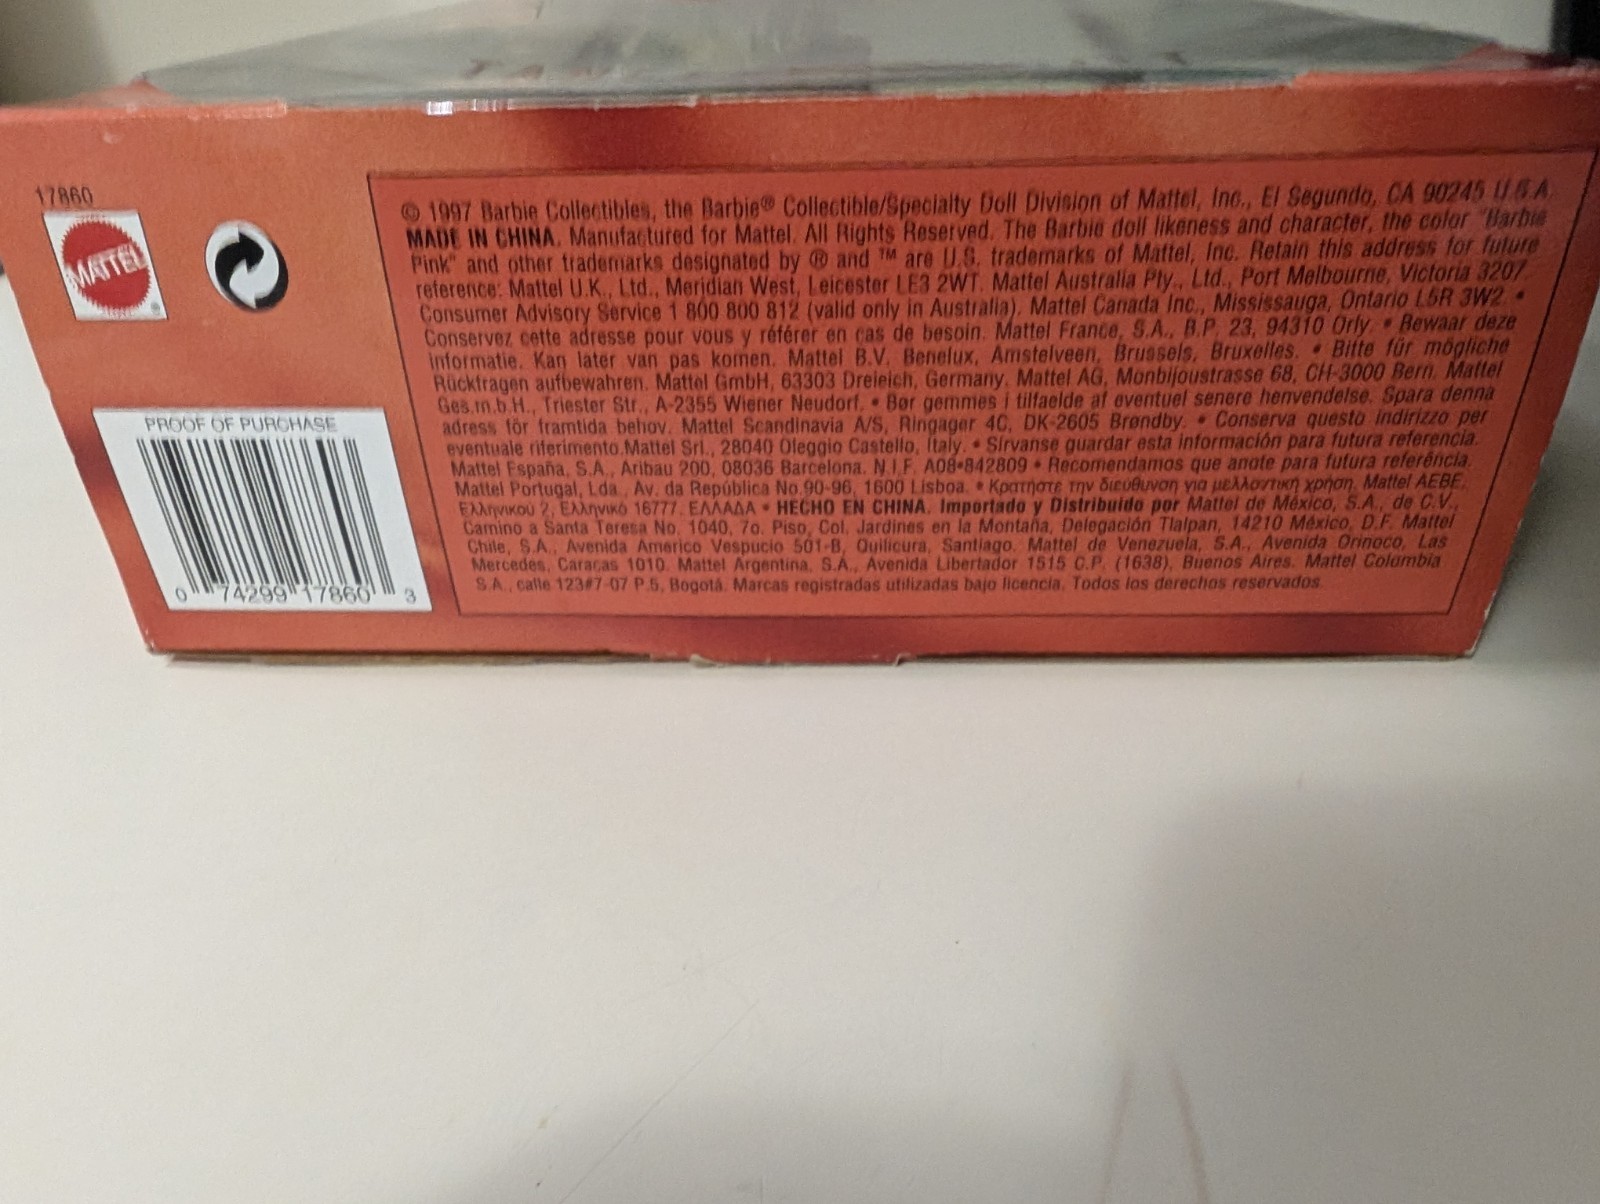 17860
MATTEL
®
© 1997 Barbie Collectibles, the Barbie® Collectible/Specialty Doll Division of Mattel, Inc., El Segundo, CA 90245 U.S.A.
MADE IN CHINA. Manufactured for Mattel. All Rights Reserved. The Barbie doll likeness and character, the color "Barbie
Pink" and other trademarks designated by ® and ™ are U.S. trademarks of Mattel, Inc. Retain this address for future
reference: Mattel U.K., Ltd., Meridian West, Leicester LE3 2WT. Mattel Australia Pty., Ltd., Port Melbourne, Victoria 3207.
Consumer Advisory Service 1 800 800 812 (valid only in Australia). Mattel Canada Inc., Mississauga, Ontario L5R 3W2. •
Conservez cette adresse pour vous y référer en cas de besoin. Mattel France, S.A., B.P. 23, 94310 Orly. • Bewaar deze
informatie. Kan later van pas komen. Mattel B.V. Benelux, Amstelveen, Brussels, Bruxelles. • Bitte für mögliche
Rückfragen aufbewahren. Mattel GmbH, 63303 Dreieich, Germany. Mattel AG, Monbijoustrasse 68, CH-3000 Bern. Mattel
Ges.m.b.H., Triester Str., A-2355 Wiener Neudorf. • Bør gemmes i tilfaelde af eventuel senere henvendelse. Spara denna
adress för framtida behov. Mattel Scandinavia A/S, Ringager 4C, DK-2605 Brøndby. • Conserva questo indirizzo per
eventuale riferimento.Mattel Srl., 28040 Oleggio Castello, Italy. • Sírvanse guardar esta información para futura referencia.
Mattel España, S.A., Aribau 200, 08036 Barcelona. N.I.F. A08-842809 • Recomendamos que anote para futura referência.
Mattel Portugal, Lda., Av. da República No.90-96, 1600 Lisboa. • Κρατήστε την διεύθυνση για μελλοντική χρήση. Mattel AEBE,
Ελληνικού 2, Ελληνικό 16777. ΕΛΛΑΔΑ • HECHO EN CHINA. Importado y Distribuido por Mattel de México, S.A., de C.V.,
Camino a Santa Teresa No. 1040, 7o. Piso, Col. Jardines en la Montaña, Delegación Tlalpan, 14210 México, D.F. Mattel
Chile, S.A., Avenida Americo Vespucio 501-B, Quilicura, Santiago. Mattel de Venezuela, S.A., Avenida Orinoco, Las
Mercedes, Caracas 1010. Mattel Argentina, S.A., Avenida Libertador 1515 C.P. (1638), Buenos Aires. Mattel Columbia
S.A., calle 123#7-07 P.5, Bogotá. Marcas registradas utilizadas bajo licencia. Todos los derechos reservados.
PROOF OF PURCHASE
0 74299 17860 3